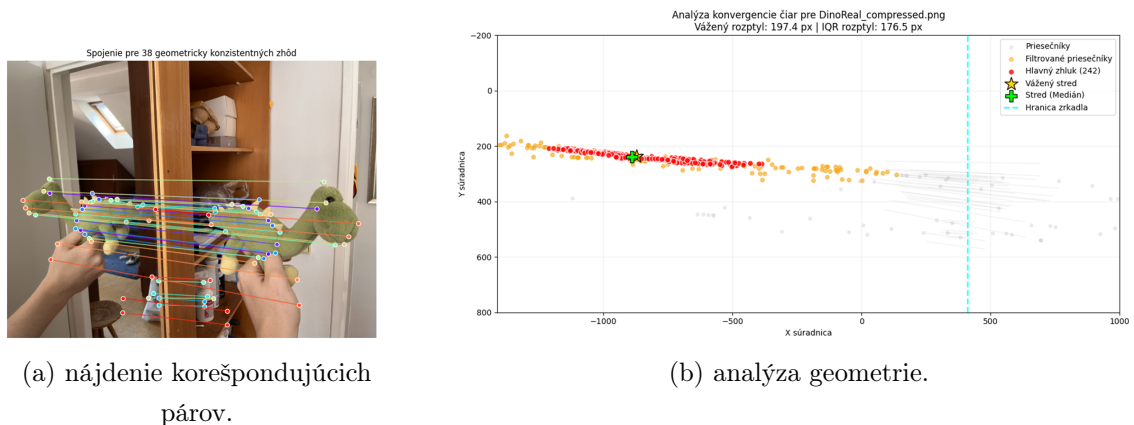 Spojenie pre 38 geometricky konzistentných zhôd
(a) nájdenie korešpondujúcich
párov.
Analýza konvergencie čiar pre DinoReal_compressed.png
Vážený rozptyl: 197.4 px | IQR rozptyl: 176.5 px
−200
0
200
400
600
800
Y súradnica
−1000
−500
0
500
1000
X súradnica
Priesečníky
Filtrované priesečníky
Hlavný zhluk (242)
Vážený stred
Stred (Medián)
Hranica zrkadla
(b) analýza geometrie.